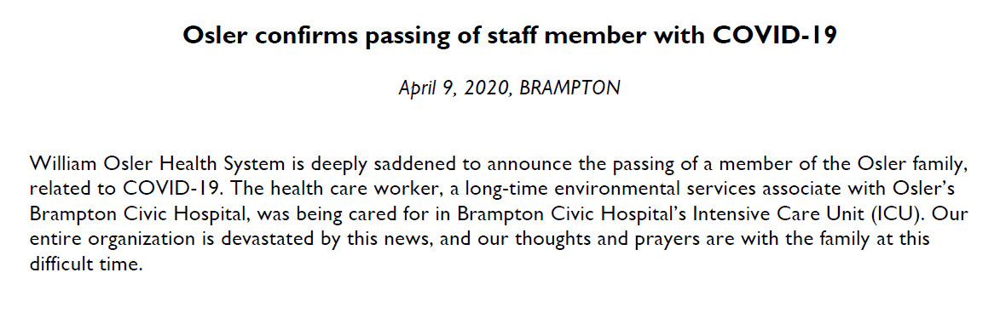 Osler confirms passing of staff member with COVID-19
April 9, 2020, BRAMPTON
William Osler Health System is deeply saddened to announce the passing of a member of the Osler family,
related to COVID-19. The health care worker, a long-time environmental services associate with Osler’s
Brampton Civic Hospital, was being cared for in Brampton Civic Hospital’s Intensive Care Unit (ICU). Our
entire organization is devastated by this news, and our thoughts and prayers are with the family at this
difficult time.